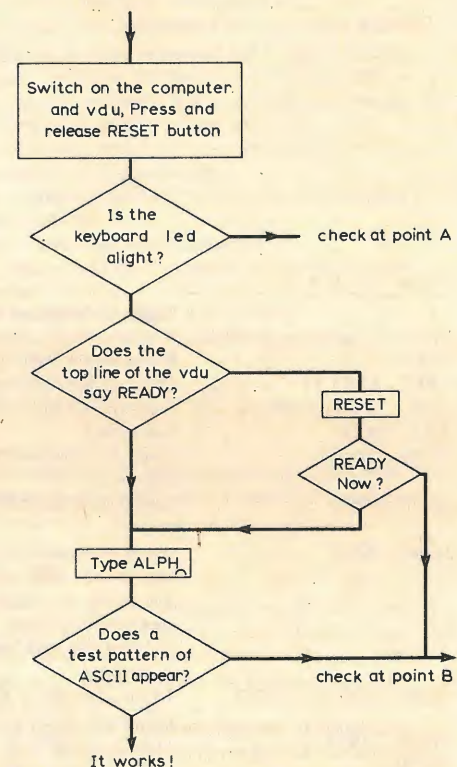 Switch on the computer
and vdu, Press and
release RESET button
Is the
keyboard led
alight?
check at point A
Does the
top line of the vdu
say READY?
RESET
READY
Now?
Type ALPH
Does a
test pattern of
ASCII appear?
check at point B
It works!